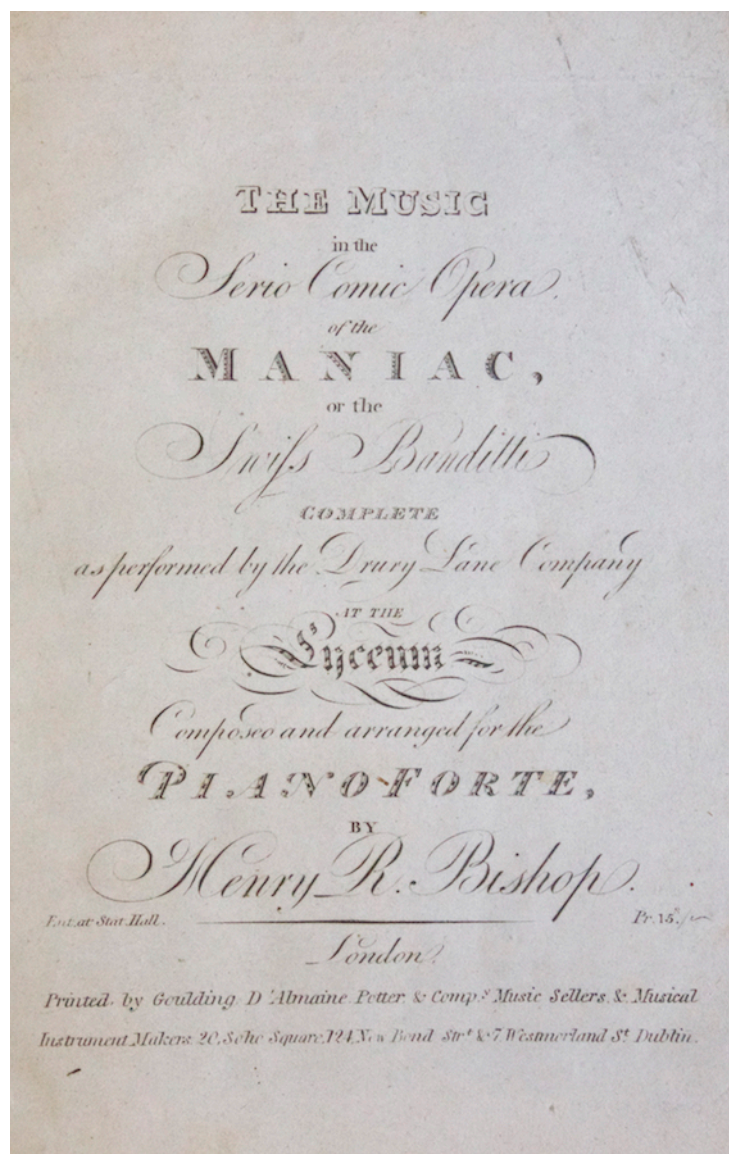 THE MUSIC
in the
Serio Comic Opera.
of the
MANIAC,
or the
Swiſs Banditti
COMPLETE
as performed by the Drury Lane Company
AT THE
Lyceum
Composed and arranged for the
PIANO FORTE,
BY
Henry R. Bishop.
Ent. at Stat. Hall.
Pr. 15/-
London.
Printed by Goulding D'Almaine Potter & Comp.y Music Sellers & Musical
Instrument Makers 20, Soho Square, 124, New Bond Strt & 7, Westmorland St Dublin.